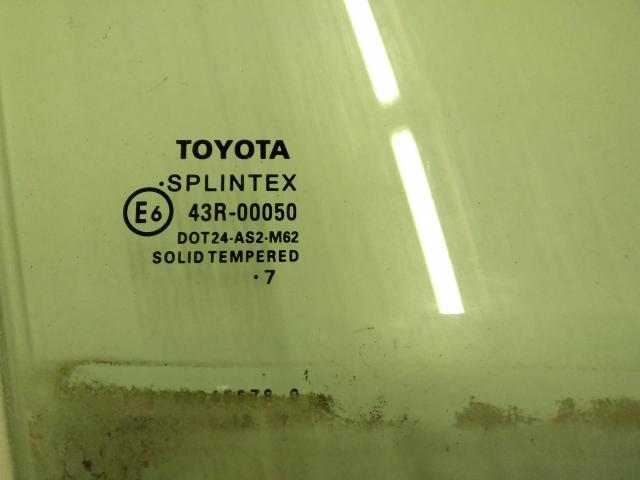 TOYOTA
·SPLINTEX
E6 43R-00050
DOT24-AS2-M62
SOLID TEMPERED
·7